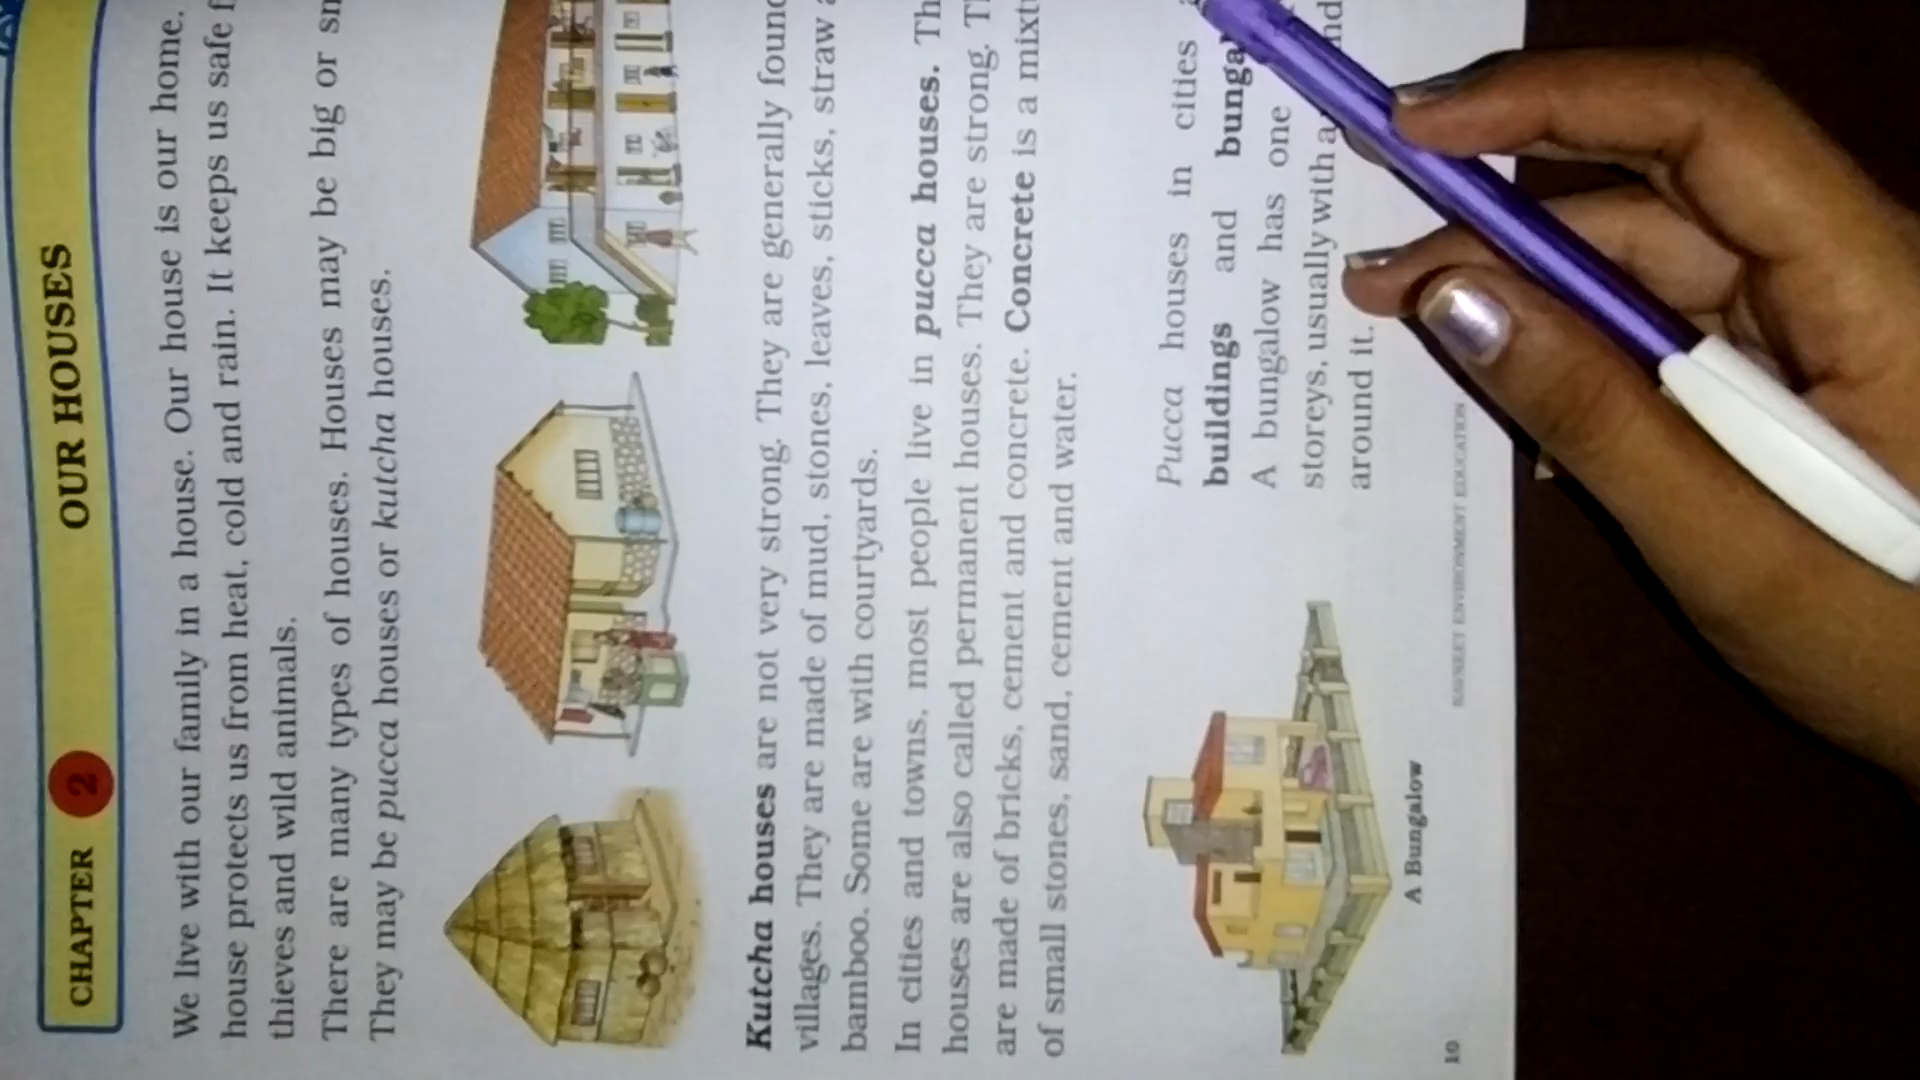 CHAPTER 2 OUR HOUSES
We live with our family in a house. Our house is our home.
house protects us from heat, cold and rain. It keeps us safe
thieves and wild animals.
There are many types of houses. Houses may be big or
They may be pucca houses or kutcha houses.
Kutcha houses are not very strong. They are generally found
villages. They are made of mud, stones, leaves, sticks, straw
bamboo. Some are with courtyards.
In cities and towns, most people live in pucca houses.
houses are also called permanent houses. They are strong.
are made of bricks, cement and concrete. Concrete is a
of small stones, sand, cement and water.
Pucca houses in cities
buildings and
A bungalow has one
storeys, usually with a
around it.
A Bungalow
10 ENVIRONMENT EDUCATION